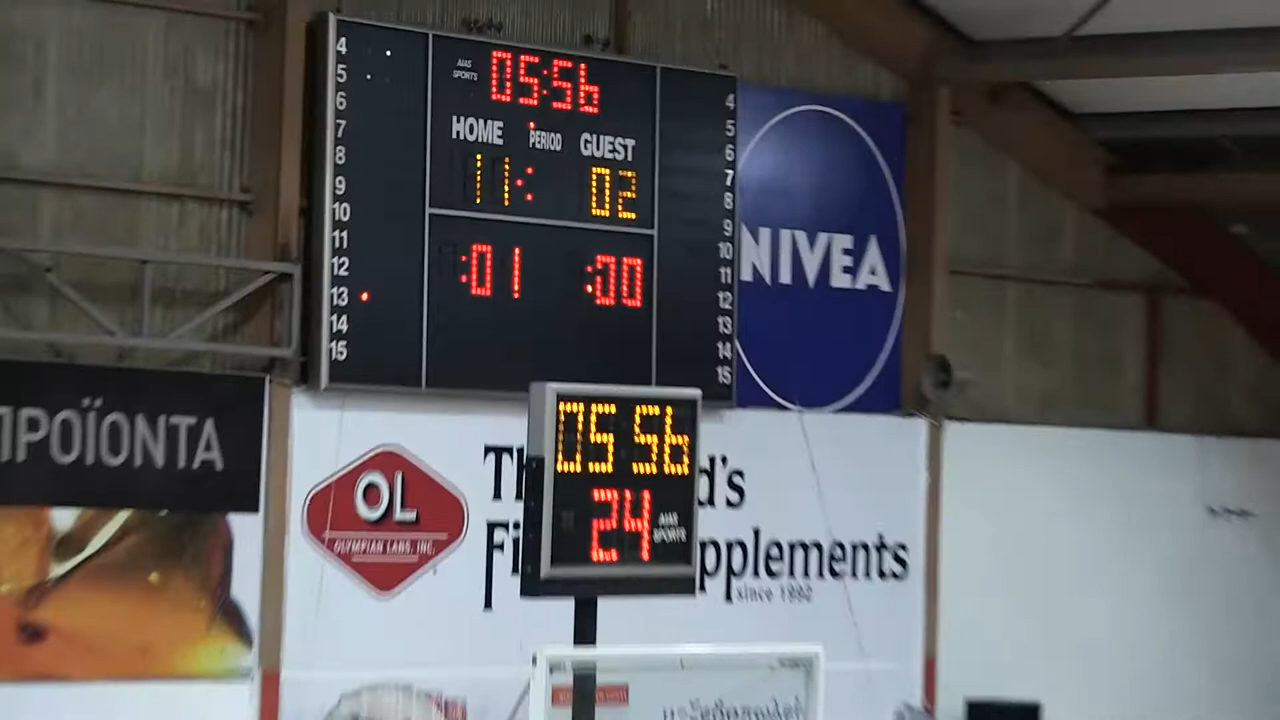 AIAS
SPORTS
05:56
HOME PERIOD GUEST
11: 02
:01 :00
4
5
6
7
8
9
10
11
12
13
14
15
4
5
6
7
8
9
10
11
12
13
14
15
NIVEA
ΠΡΟΪΟΝΤΑ
OL
OLYMPIAN LABS, INC.
Th d's
Fi pplements
since 1992
05 56
24
AIAS
SPORTS